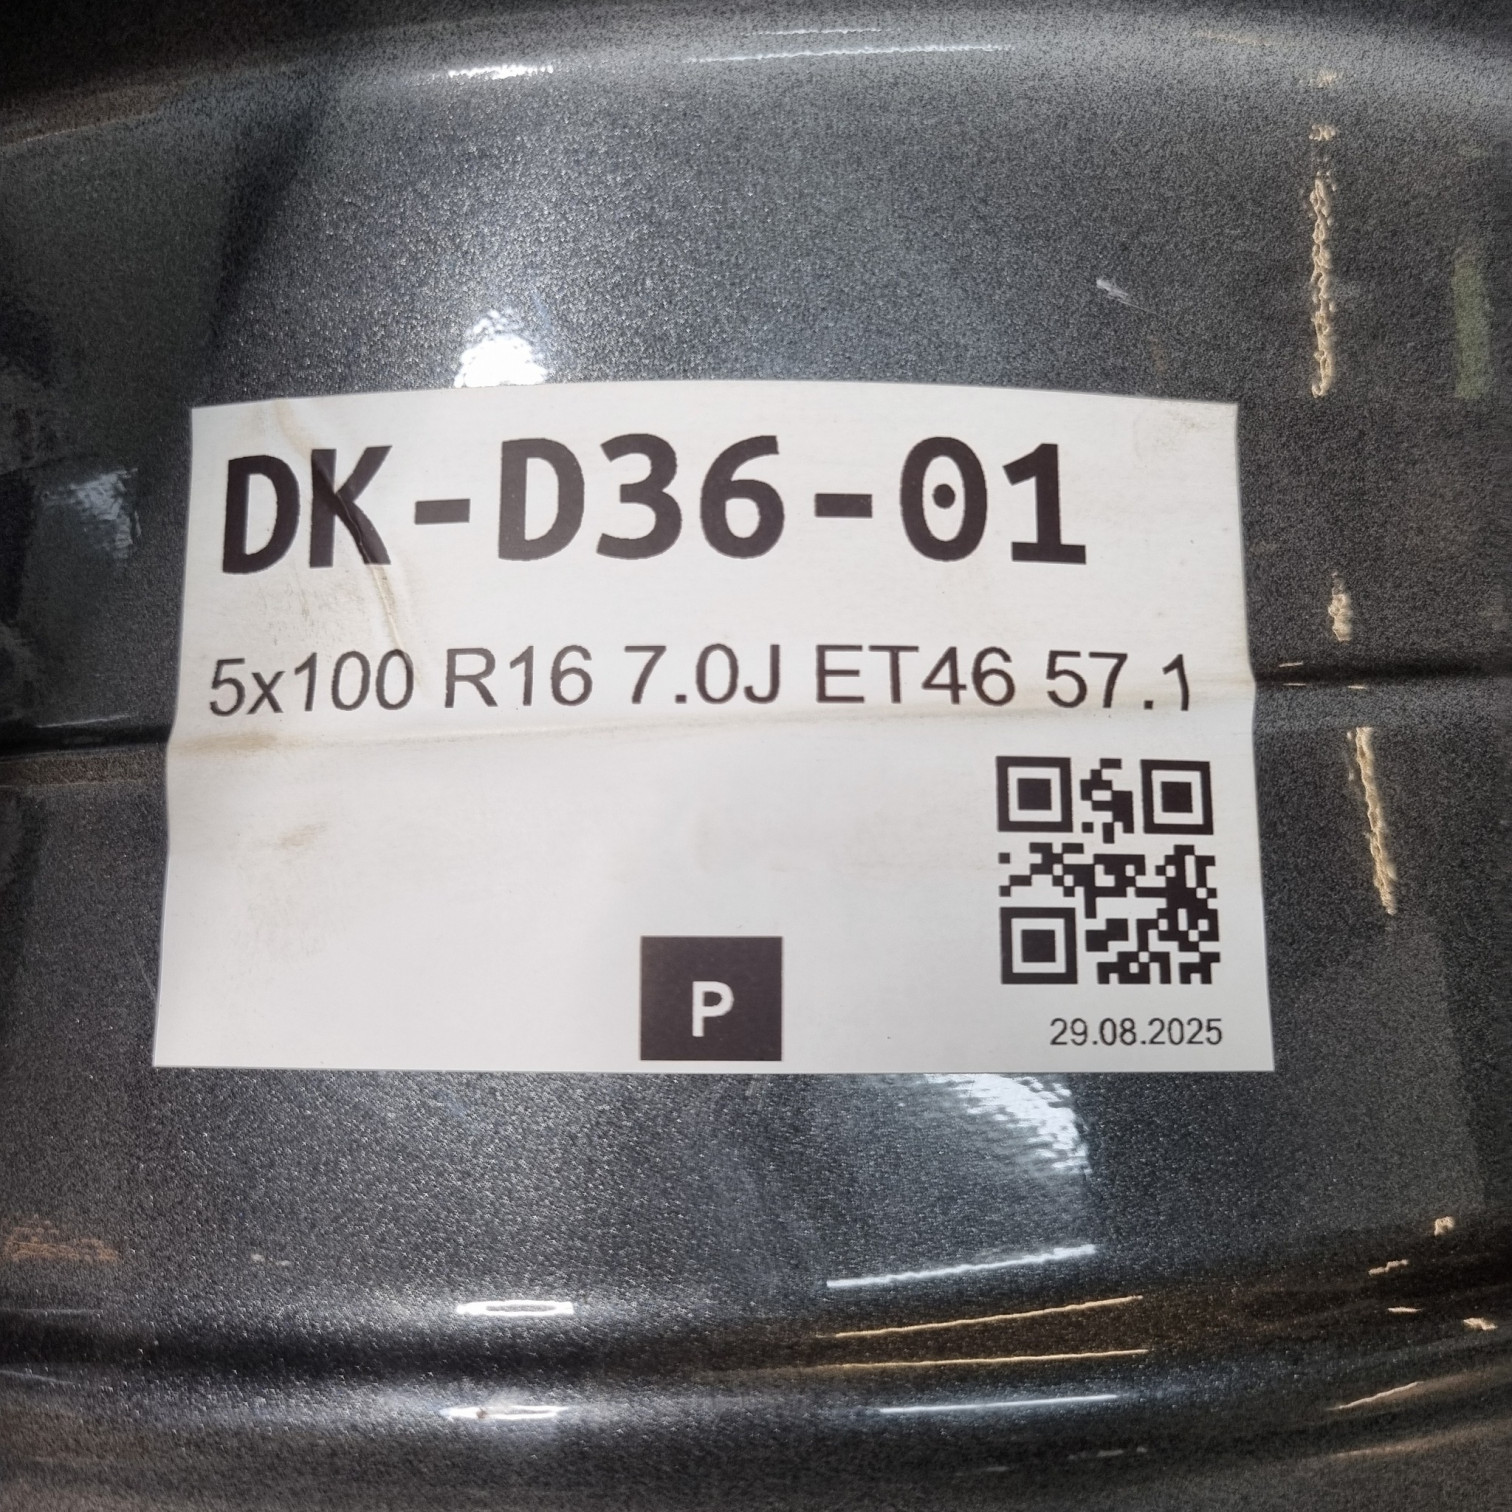 DK-D36-01
5x100 R16 7.0J ET46 57.1
P
29.08.2025